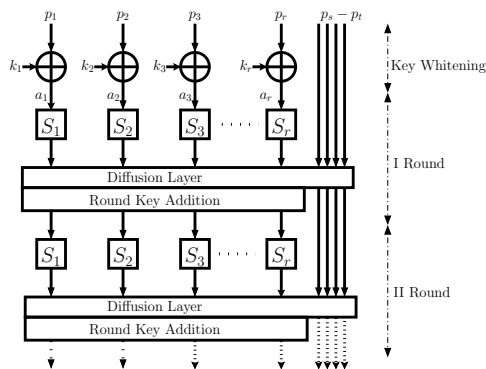 p₁ p₂ p₃ pᵣ pₛ − pₜ
k₁ k₂ k₃ kᵣ Key Whitening
a₁ a₂ a₃ aᵣ
S₁ S₂ S₃ ..... Sᵣ
I Round
Diffusion Layer
Round Key Addition
S₁ S₂ S₃ ..... Sᵣ
II Round
Diffusion Layer
Round Key Addition